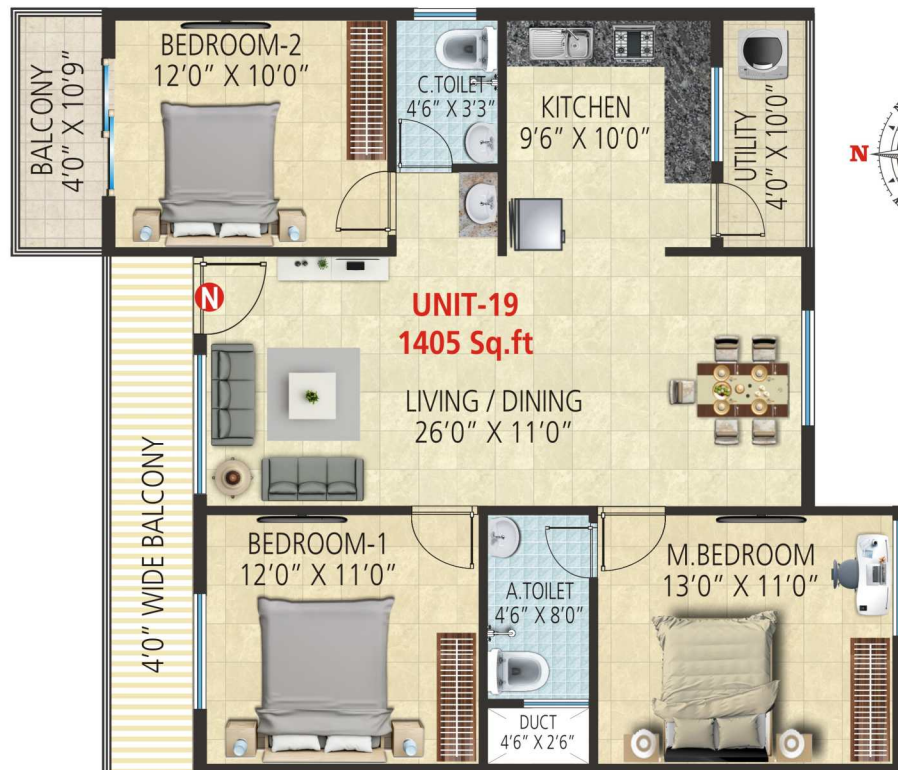 BALCONY
4'0" X 10'9"
BEDROOM-2
12'0" X 10'0"
C.TOILET
4'6" X 3'3"
KITCHEN
9'6" X 10'0"
UTILITY
4'0" X 10'0"
N
N
UNIT-19
1405 Sq.ft
LIVING / DINING
26'0" X 11'0"
4'0" WIDE BALCONY
BEDROOM-1
12'0" X 11'0"
A.TOILET
4'6" X 8'0"
DUCT
4'6" X 2'6"
M.BEDROOM
13'0" X 11'0"